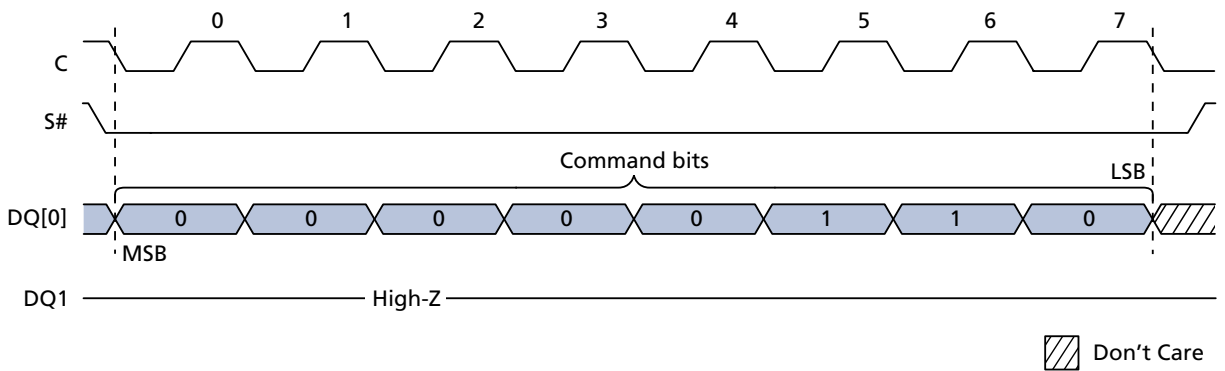 0 1 2 3 4 5 6 7
C
S#
Command bits
LSB
DQ[0] 0 0 0 0 0 1 1 0
MSB
DQ1 High-Z
Don't Care